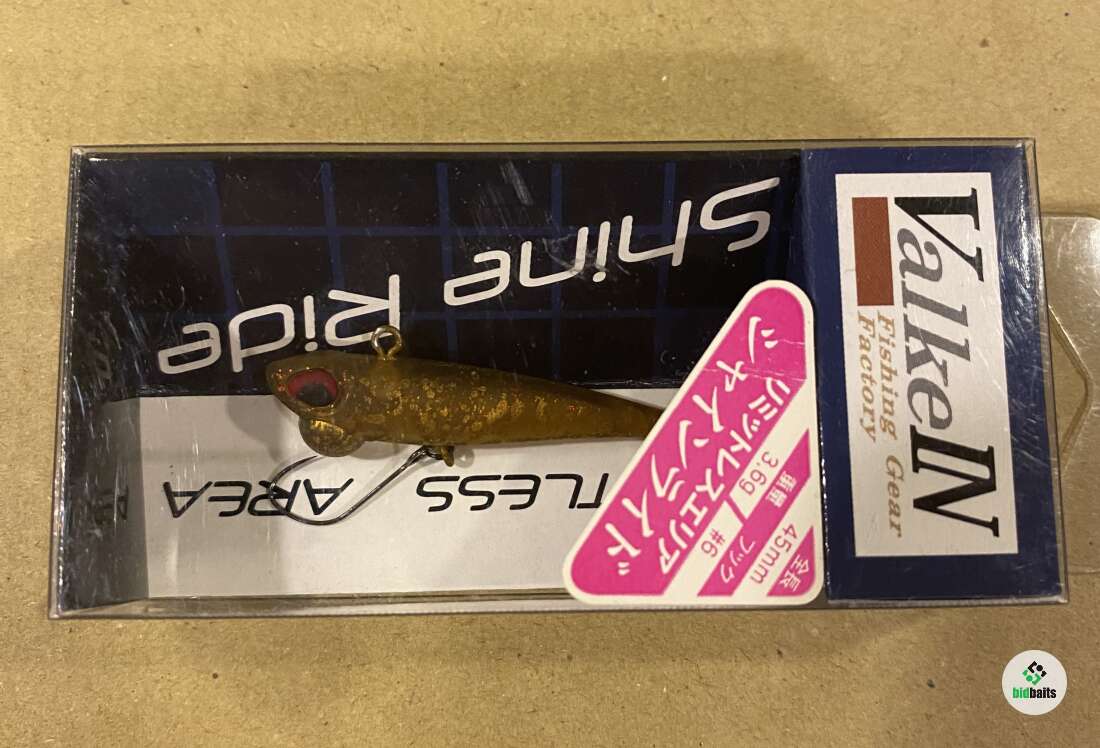 Shine Ride
TLESS
AREA
ValkeIN
Fishing Gear
Factory
リミットレスエリア
シャインライド
重量
3.6g
フック
#6
全長
45mm
bidbaits